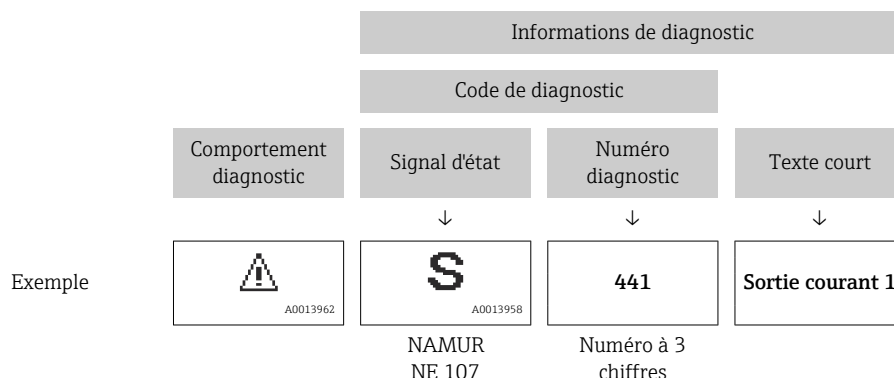 Informations de diagnostic
Code de diagnostic
Comportement
diagnostic
Signal d'état
Numéro
diagnostic
Texte court
↓ ↓ ↓
Exemple
A0013962
S
A0013958
441
Sortie courant 1
NAMUR
NE 107
Numéro à 3
chiffres